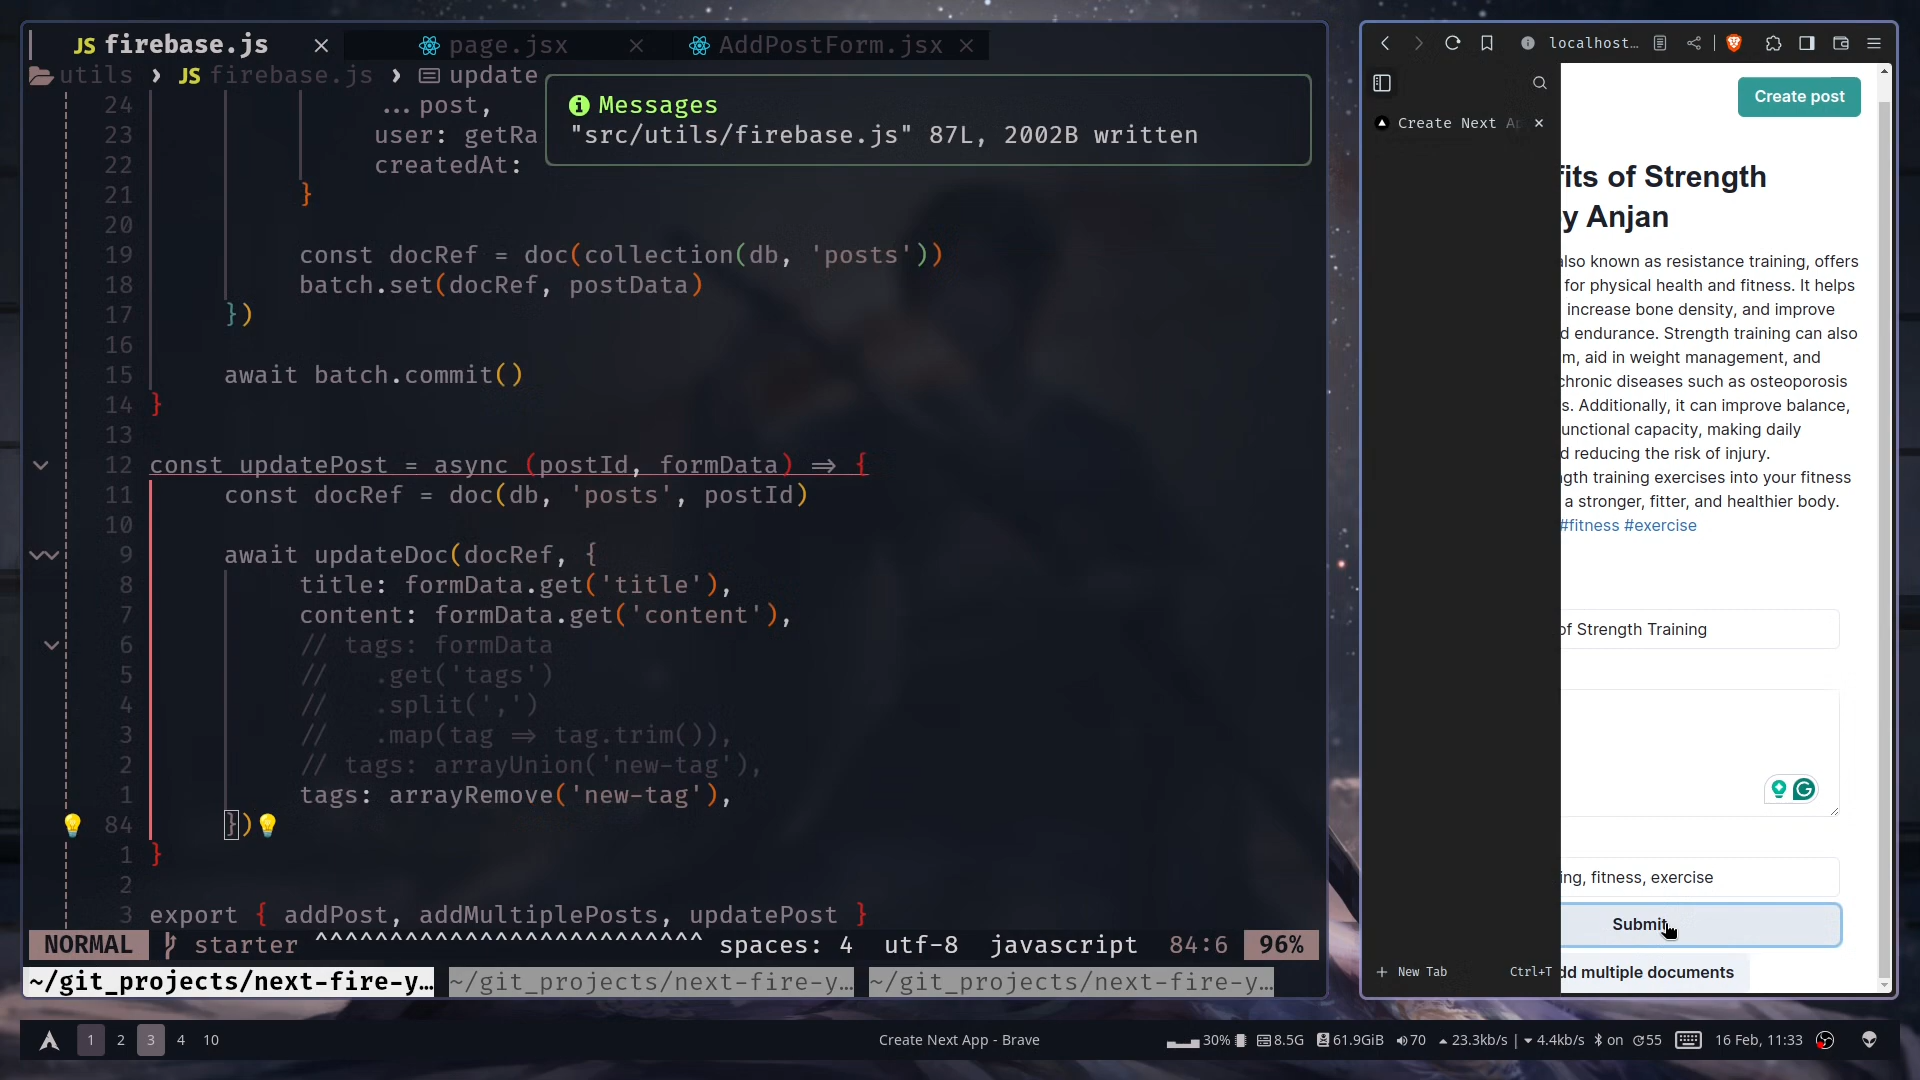 JS firebase.js ×
page.jsx ×
AddPostForm.jsx ×
utils › JS firebase.js › update
Messages
"src/utils/firebase.js" 87L, 2002B written
24 ...post,
23 user: getRa
22 createdAt:
21 }
20
19 const docRef = doc(collection(db, 'posts'))
18 batch.set(docRef, postData)
17 })
16
15 await batch.commit()
14 }
13
12 const updatePost = async (postId, formData) => {
11 const docRef = doc(db, 'posts', postId)
10
9 await updateDoc(docRef, {
8 title: formData.get('title'),
7 content: formData.get('content'),
6 // tags: formData
5 // .get('tags')
4 // .split(',')
3 // .map(tag => tag.trim()),
2 // tags: arrayUnion('new-tag'),
1 tags: arrayRemove('new-tag'),
84 })
1 }
2
3 export { addPost, addMultiplePosts, updatePost }
NORMAL starter ^^^^^^^^^^^^^^^^^^^^^^^^^^ spaces: 4 utf-8 javascript 84:6 96%
~/git_projects/next-fire-y… ~/git_projects/next-fire-y… ~/git_projects/next-fire-y…
localhost…
Create Next Ap ×
+ New Tab Ctrl+T
Create post
fits of Strength
y Anjan
also known as resistance training, offers
for physical health and fitness. It helps
increase bone density, and improve
d endurance. Strength training can also
m, aid in weight management, and
chronic diseases such as osteoporosis
s. Additionally, it can improve balance,
unctional capacity, making daily
d reducing the risk of injury.
gth training exercises into your fitness
a stronger, fitter, and healthier body.
#fitness #exercise
of Strength Training
ing, fitness, exercise
Submit
dd multiple documents
1 2 3 4 10
Create Next App - Brave
30% 8.5G 61.9GiB 70 23.3kb/s | 4.4kb/s on 55 16 Feb, 11:33